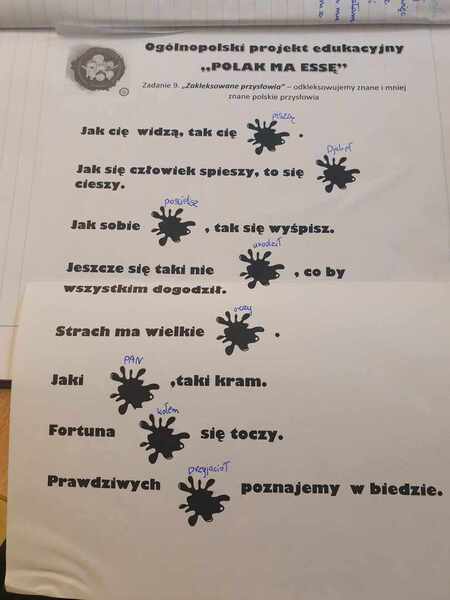 Ogólnopolski projekt edukacyjny
„POLAK MA ESSĘ”
Zadanie 9. „Zakleksowane przysłowia” – odkleksowujemy znane i mniej
znane polskie przysłowia
piszą
Jak cię widzą, tak cię .
Djabeł
Jak się człowiek spieszy, to się
cieszy.
pościelisz
Jak sobie , tak się wyśpisz.
urodził
Jeszcze się taki nie , co by
wszystkim dogodził.
oczy
Strach ma wielkie .
PAN
Jaki ,taki kram.
kołem
Fortuna się toczy.
przyjaciół
Prawdziwych poznajemy w biedzie.